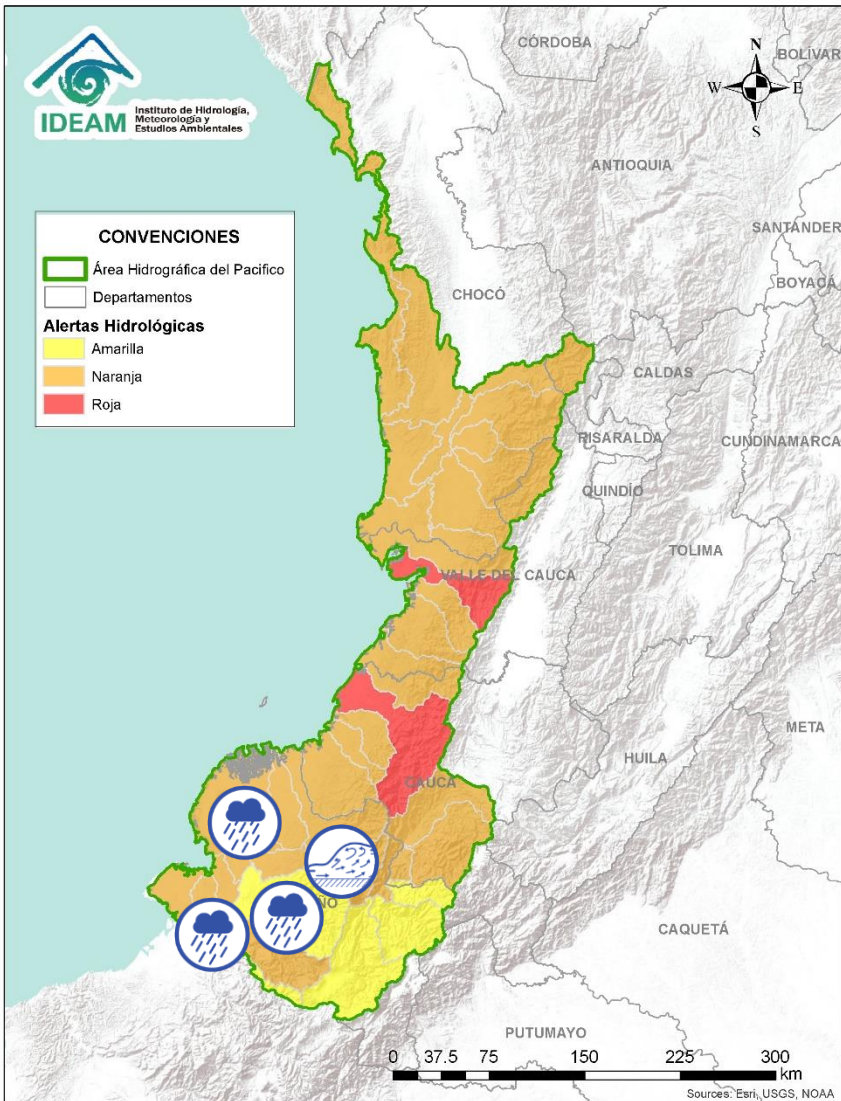 IDEAM
Instituto de Hidrología,
Meteorología y
Estudios Ambientales
CÓRDOBA
BOLÍVAR
N
W
E
S
ANTIOQUIA
SANTANDER
BOYACÁ
CONVENCIONES
Área Hidrográfica del Pacifico
Departamentos
Alertas Hidrológicas
Amarilla
Naranja
Roja
CHOCÓ
CALDAS
RISARALDA
CUNDINAMARCA
QUINDÍO
TOLIMA
VALLE DEL CAUCA
META
HUILA
CAUCA
ÑO
CAQUETÁ
PUTUMAYO
0 37.5 75 150 225 300
km
Sources: Esri, USGS, NOAA